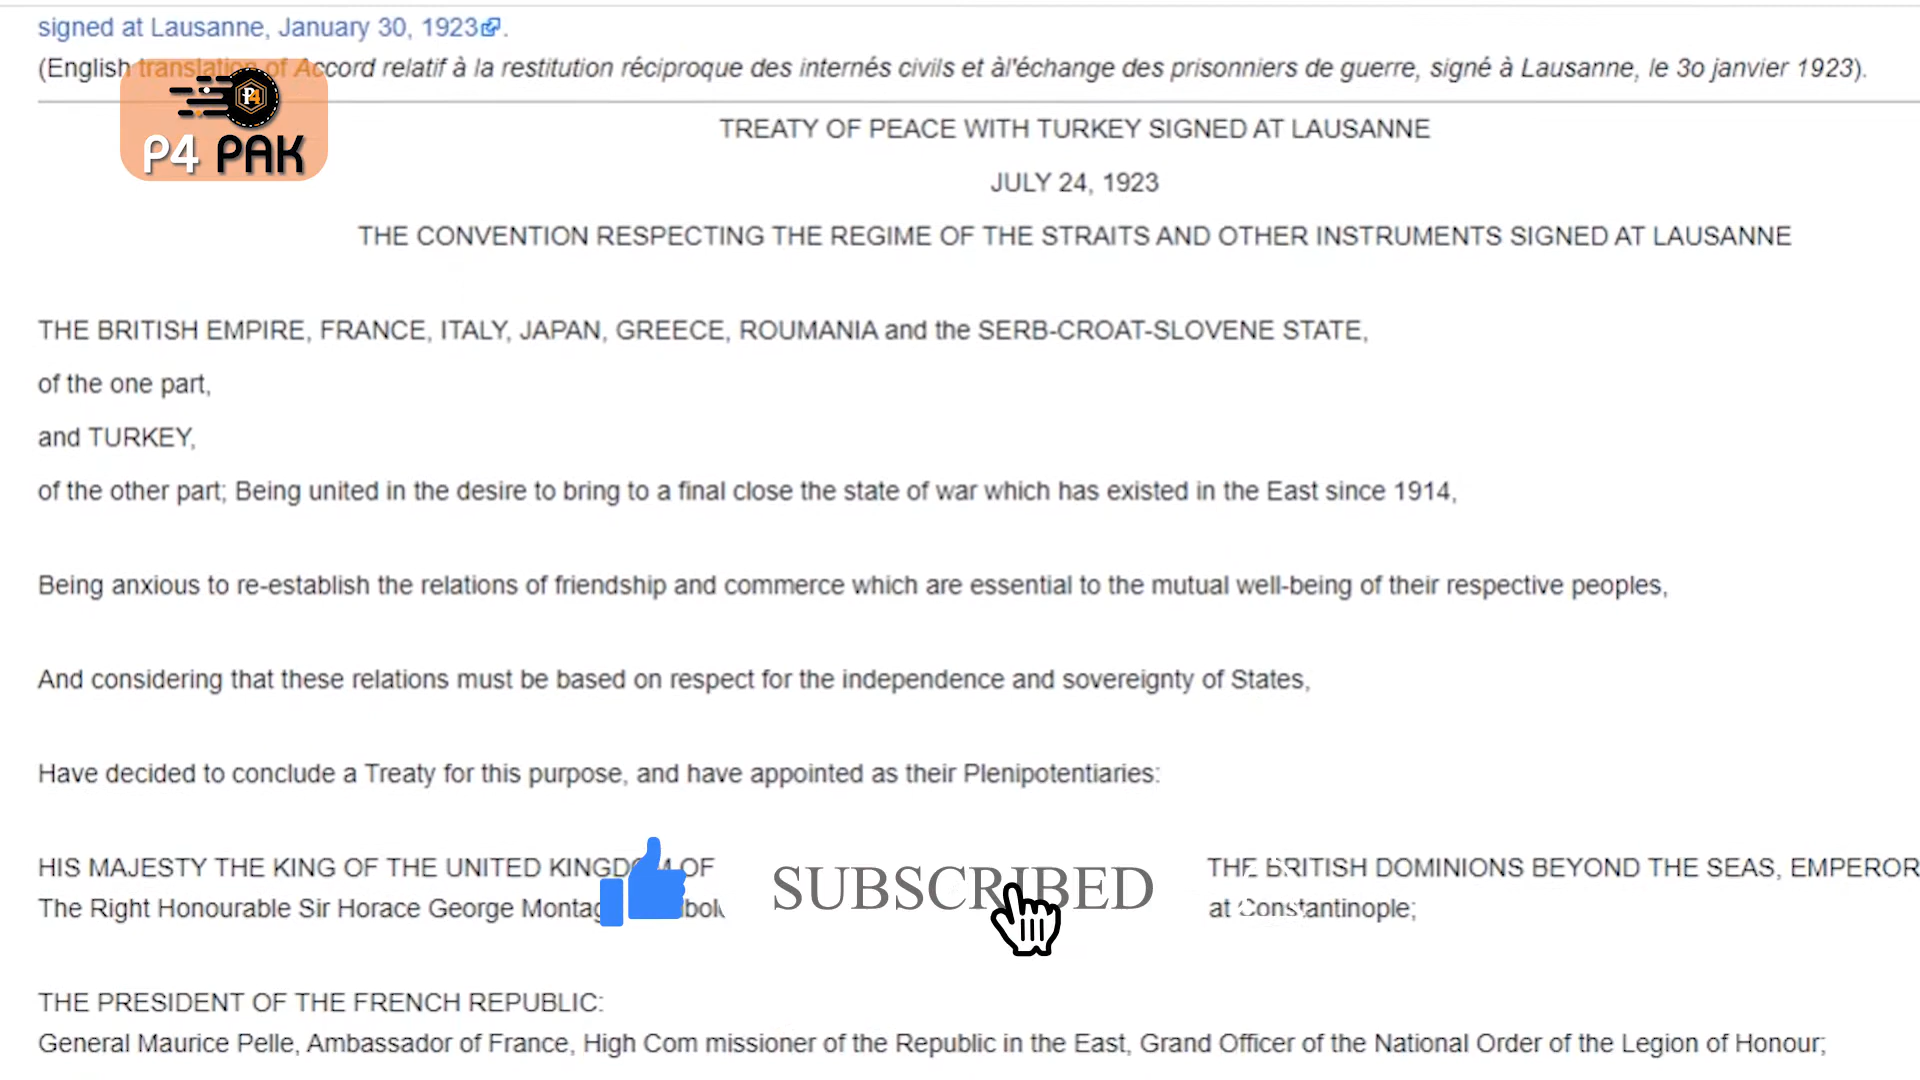 signed at Lausanne, January 30, 1923.
(English translation of Accord relatif à la restitution réciproque des internés civils et àl'échange des prisonniers de guerre, signé à Lausanne, le 3o janvier 1923).
P4
P4 PAK
TREATY OF PEACE WITH TURKEY SIGNED AT LAUSANNE
JULY 24, 1923
THE CONVENTION RESPECTING THE REGIME OF THE STRAITS AND OTHER INSTRUMENTS SIGNED AT LAUSANNE
THE BRITISH EMPIRE, FRANCE, ITALY, JAPAN, GREECE, ROUMANIA and the SERB-CROAT-SLOVENE STATE,
of the one part,
and TURKEY,
of the other part; Being united in the desire to bring to a final close the state of war which has existed in the East since 1914,
Being anxious to re-establish the relations of friendship and commerce which are essential to the mutual well-being of their respective peoples,
And considering that these relations must be based on respect for the independence and sovereignty of States,
Have decided to conclude a Treaty for this purpose, and have appointed as their Plenipotentiaries:
HIS MAJESTY THE KING OF THE UNITED KINGDOM OF THE BRITISH DOMINIONS BEYOND THE SEAS, EMPEROR
The Right Honourable Sir Horace George at Constantinople;
SUBSCRIBED
THE PRESIDENT OF THE FRENCH REPUBLIC:
General Maurice Pelle, Ambassador of France, High Com missioner of the Republic in the East, Grand Officer of the National Order of the Legion of Honour;